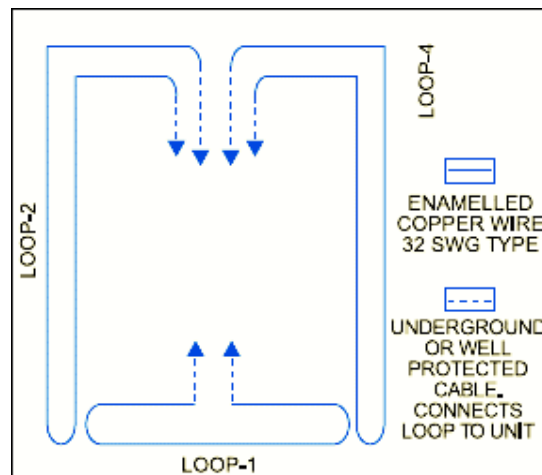 LOOP-4
LOOP-2
ENAMELLED
COPPER WIRE
32 SWG TYPE
UNDERGROUND
OR WELL
PROTECTED
CABLE.
CONNECTS
LOOP TO UNIT
LOOP-1